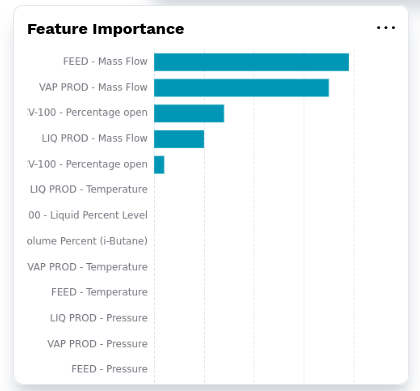 Feature Importance
FEED - Mass Flow
VAP PROD - Mass Flow
V-100 - Percentage open
LIQ PROD - Mass Flow
V-100 - Percentage open
LIQ PROD - Temperature
00 - Liquid Percent Level
olume Percent (i-Butane)
VAP PROD - Temperature
FEED - Temperature
LIQ PROD - Pressure
VAP PROD - Pressure
FEED - Pressure